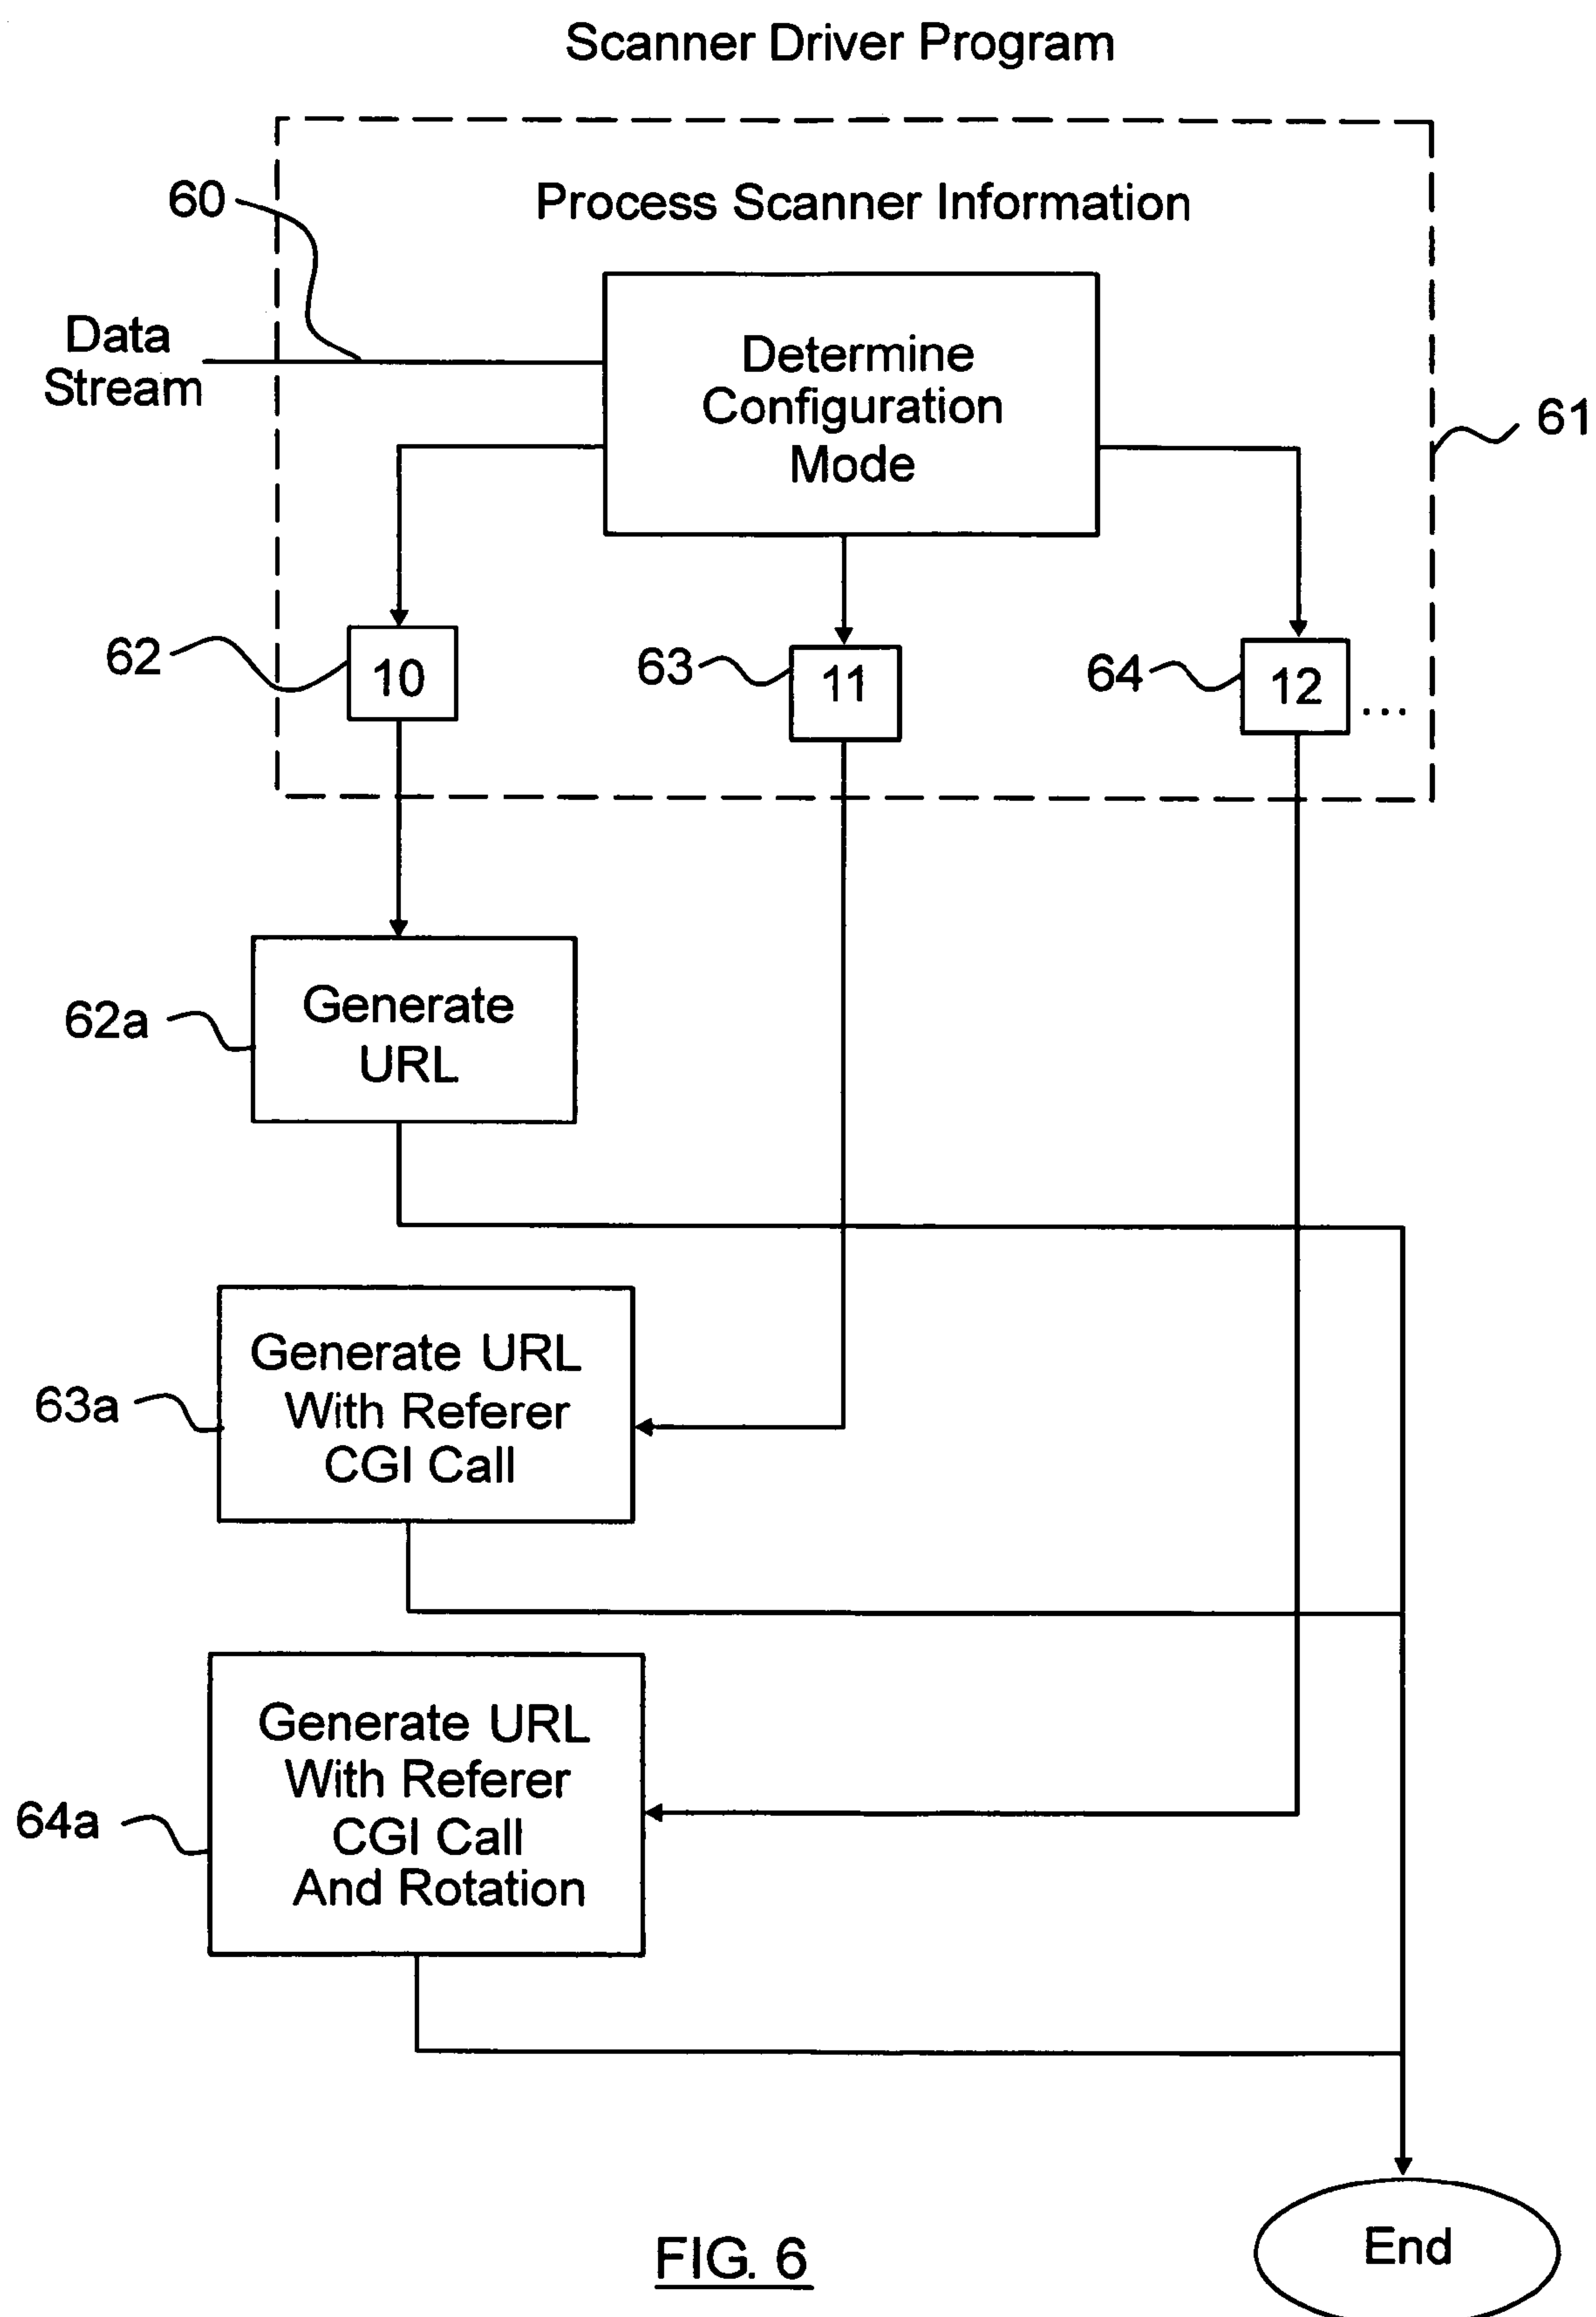 Scanner Driver Program
60
Process Scanner Information
Data
Stream
Determine
Configuration
Mode
61
62
10
63
11
64
12
...
62a
Generate
URL
63a
Generate URL
With Referer
CGI Call
64a
Generate URL
With Referer
CGI Call
And Rotation
End
FIG. 6